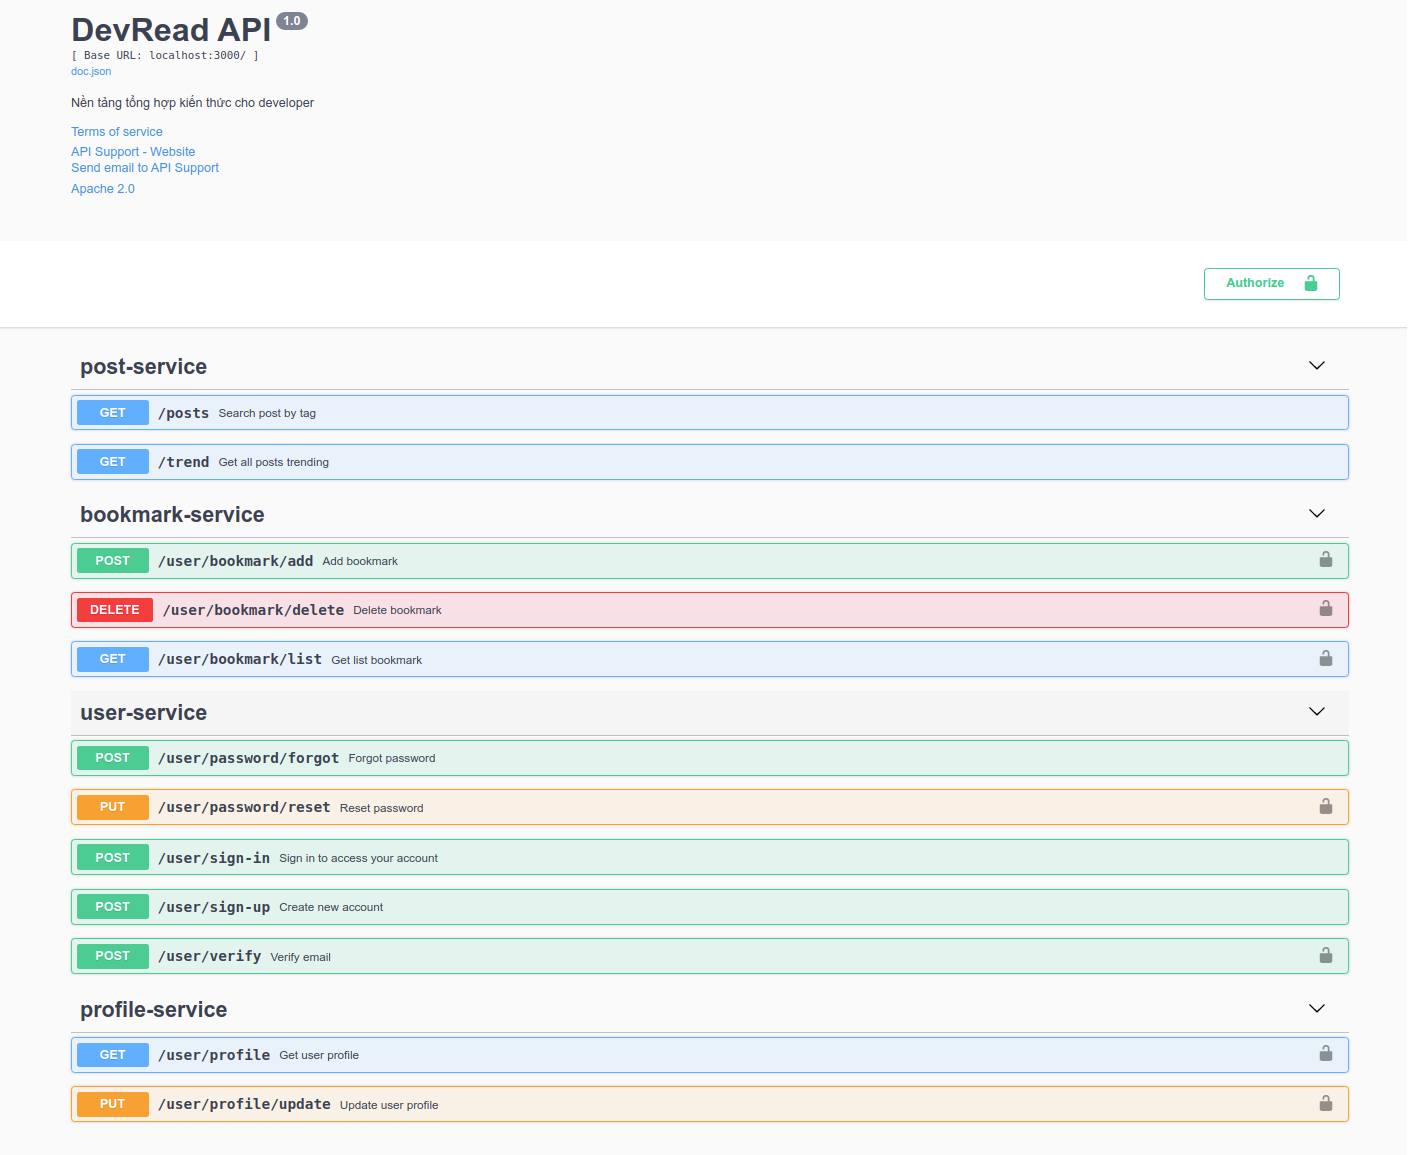 DevRead API 1.0
[ Base URL: localhost:3000/ ]
doc.json
Nền tảng tổng hợp kiến thức cho developer
Terms of service
API Support - Website
Send email to API Support
Apache 2.0
Authorize
post-service
GET /posts Search post by tag
GET /trend Get all posts trending
bookmark-service
POST /user/bookmark/add Add bookmark
DELETE /user/bookmark/delete Delete bookmark
GET /user/bookmark/list Get list bookmark
user-service
POST /user/password/forgot Forgot password
PUT /user/password/reset Reset password
POST /user/sign-in Sign in to access your account
POST /user/sign-up Create new account
POST /user/verify Verify email
profile-service
GET /user/profile Get user profile
PUT /user/profile/update Update user profile